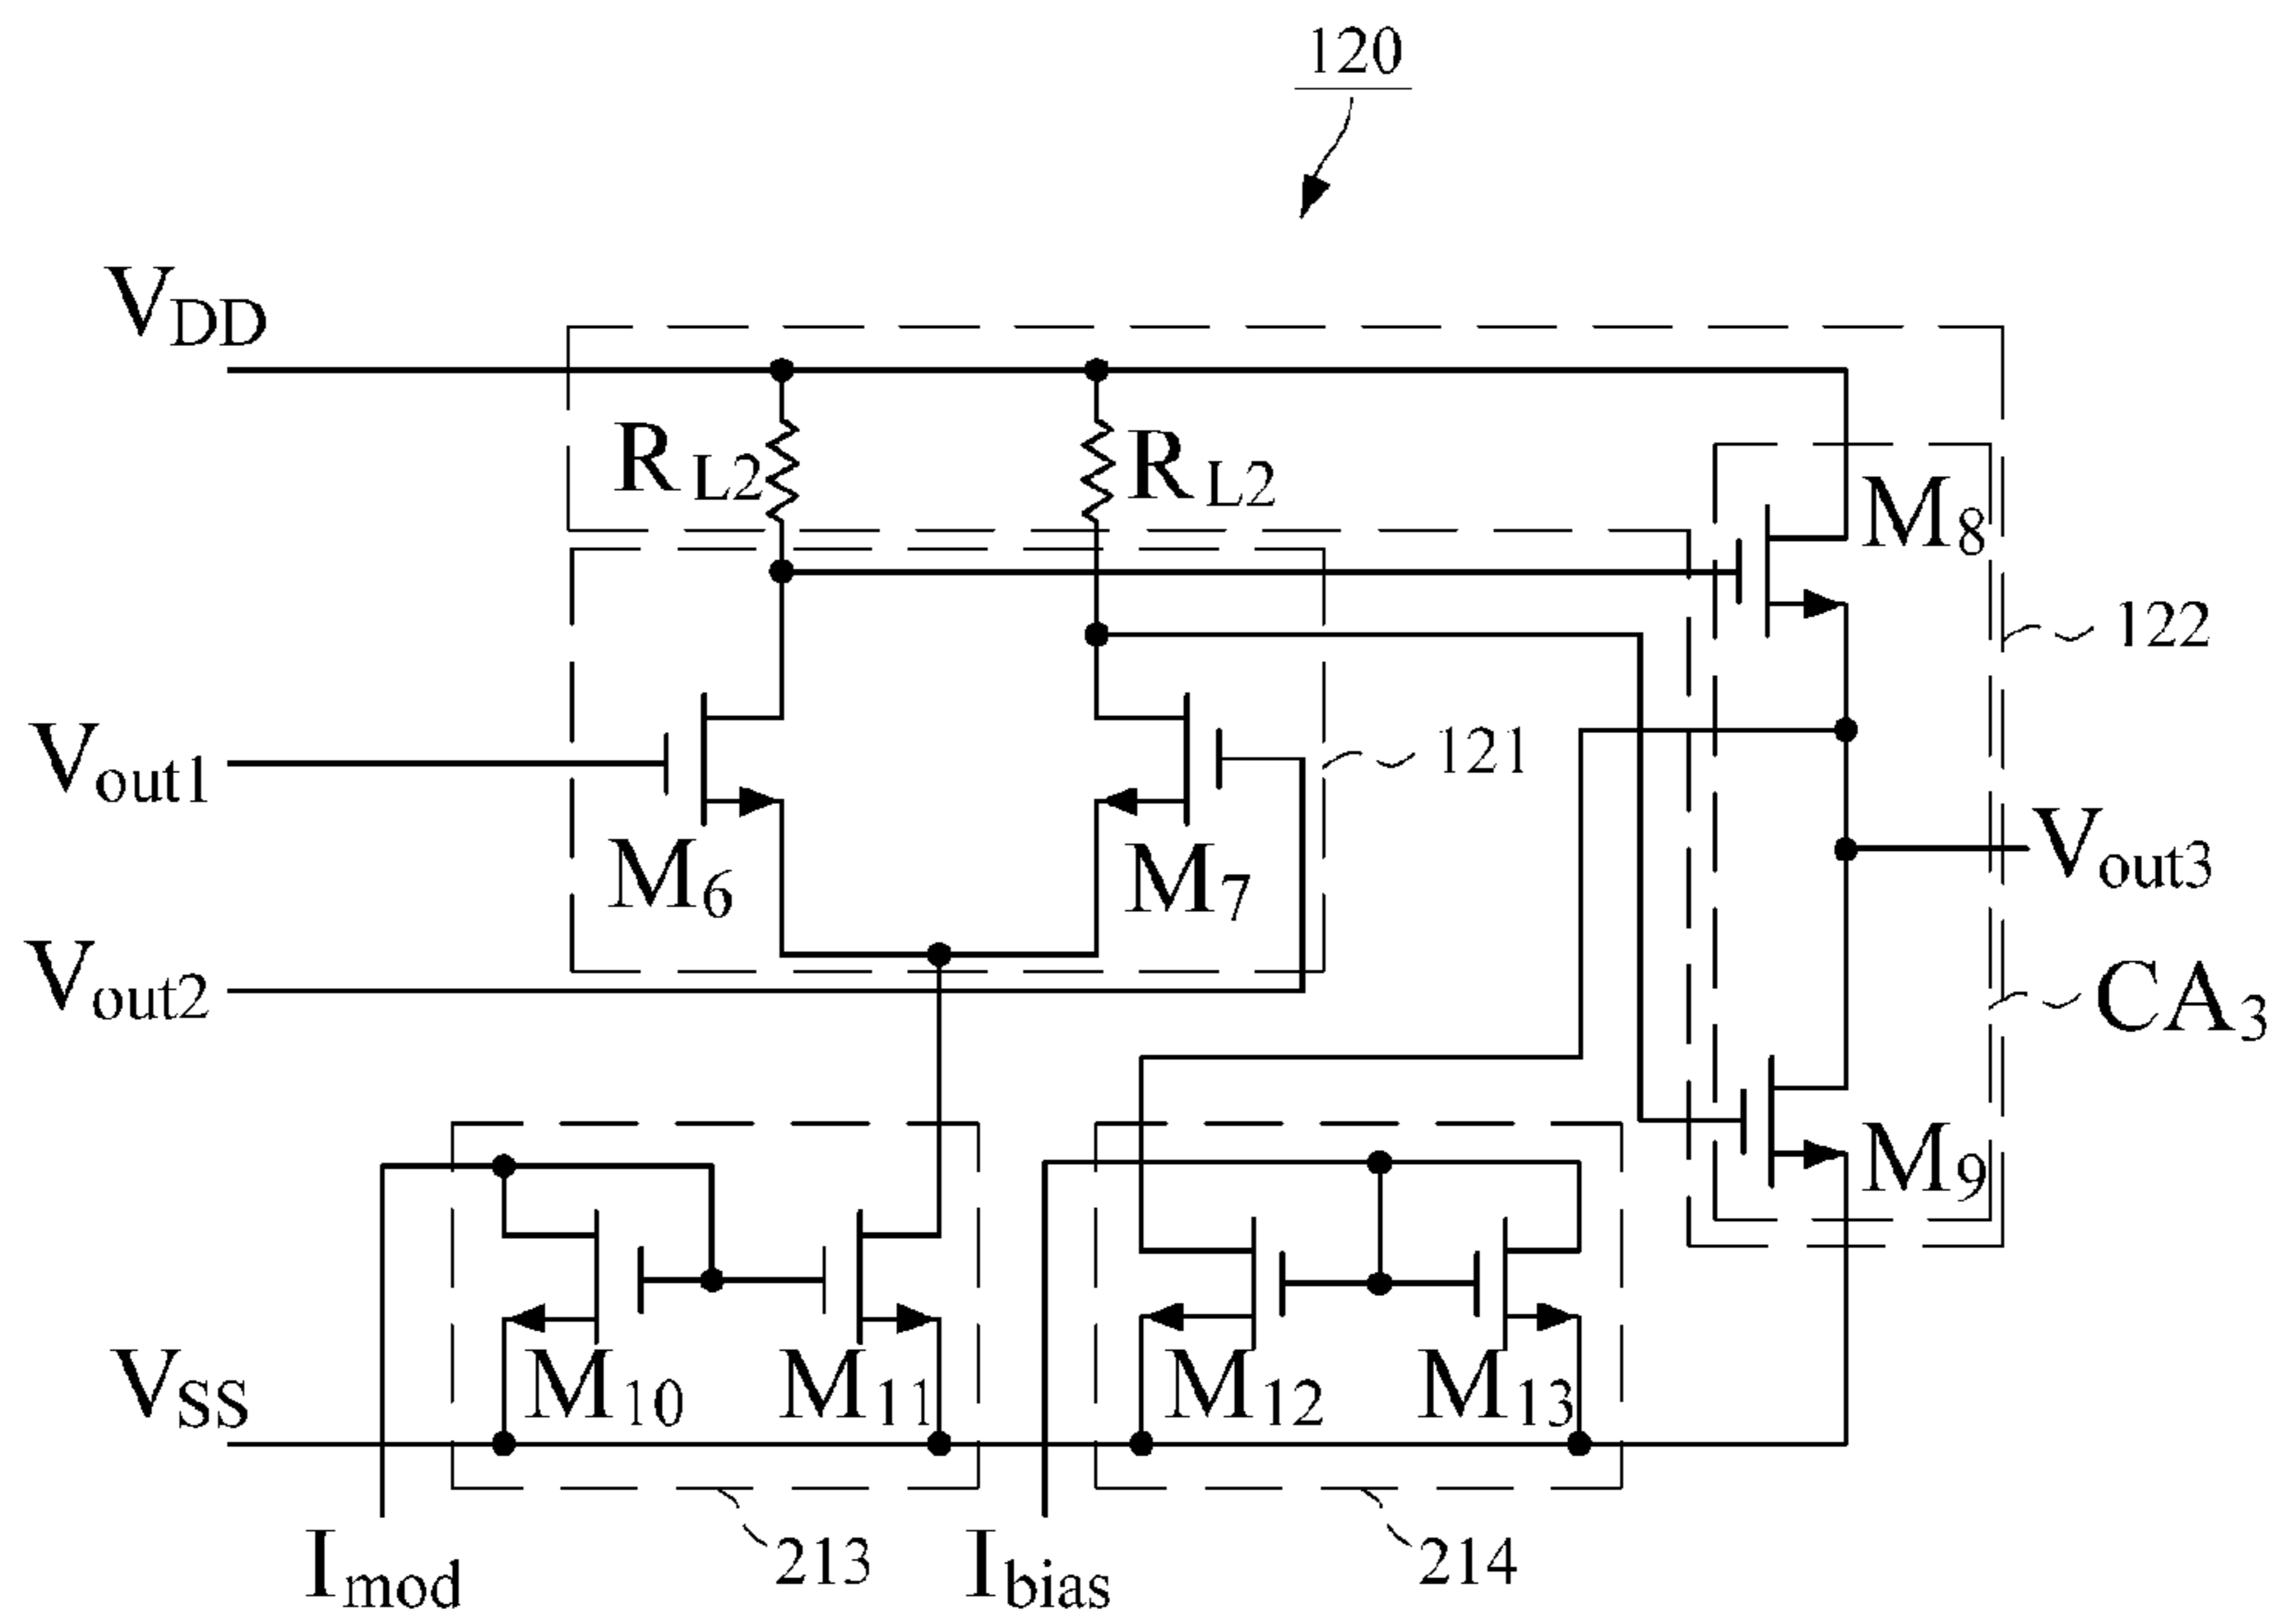 120
VDD
RL2
RL2
M8
122
Vout1
121
M6
M7
Vout3
Vout2
CA3
M9
VSS
M10
M11
M12
M13
Imod
213
Ibias
214